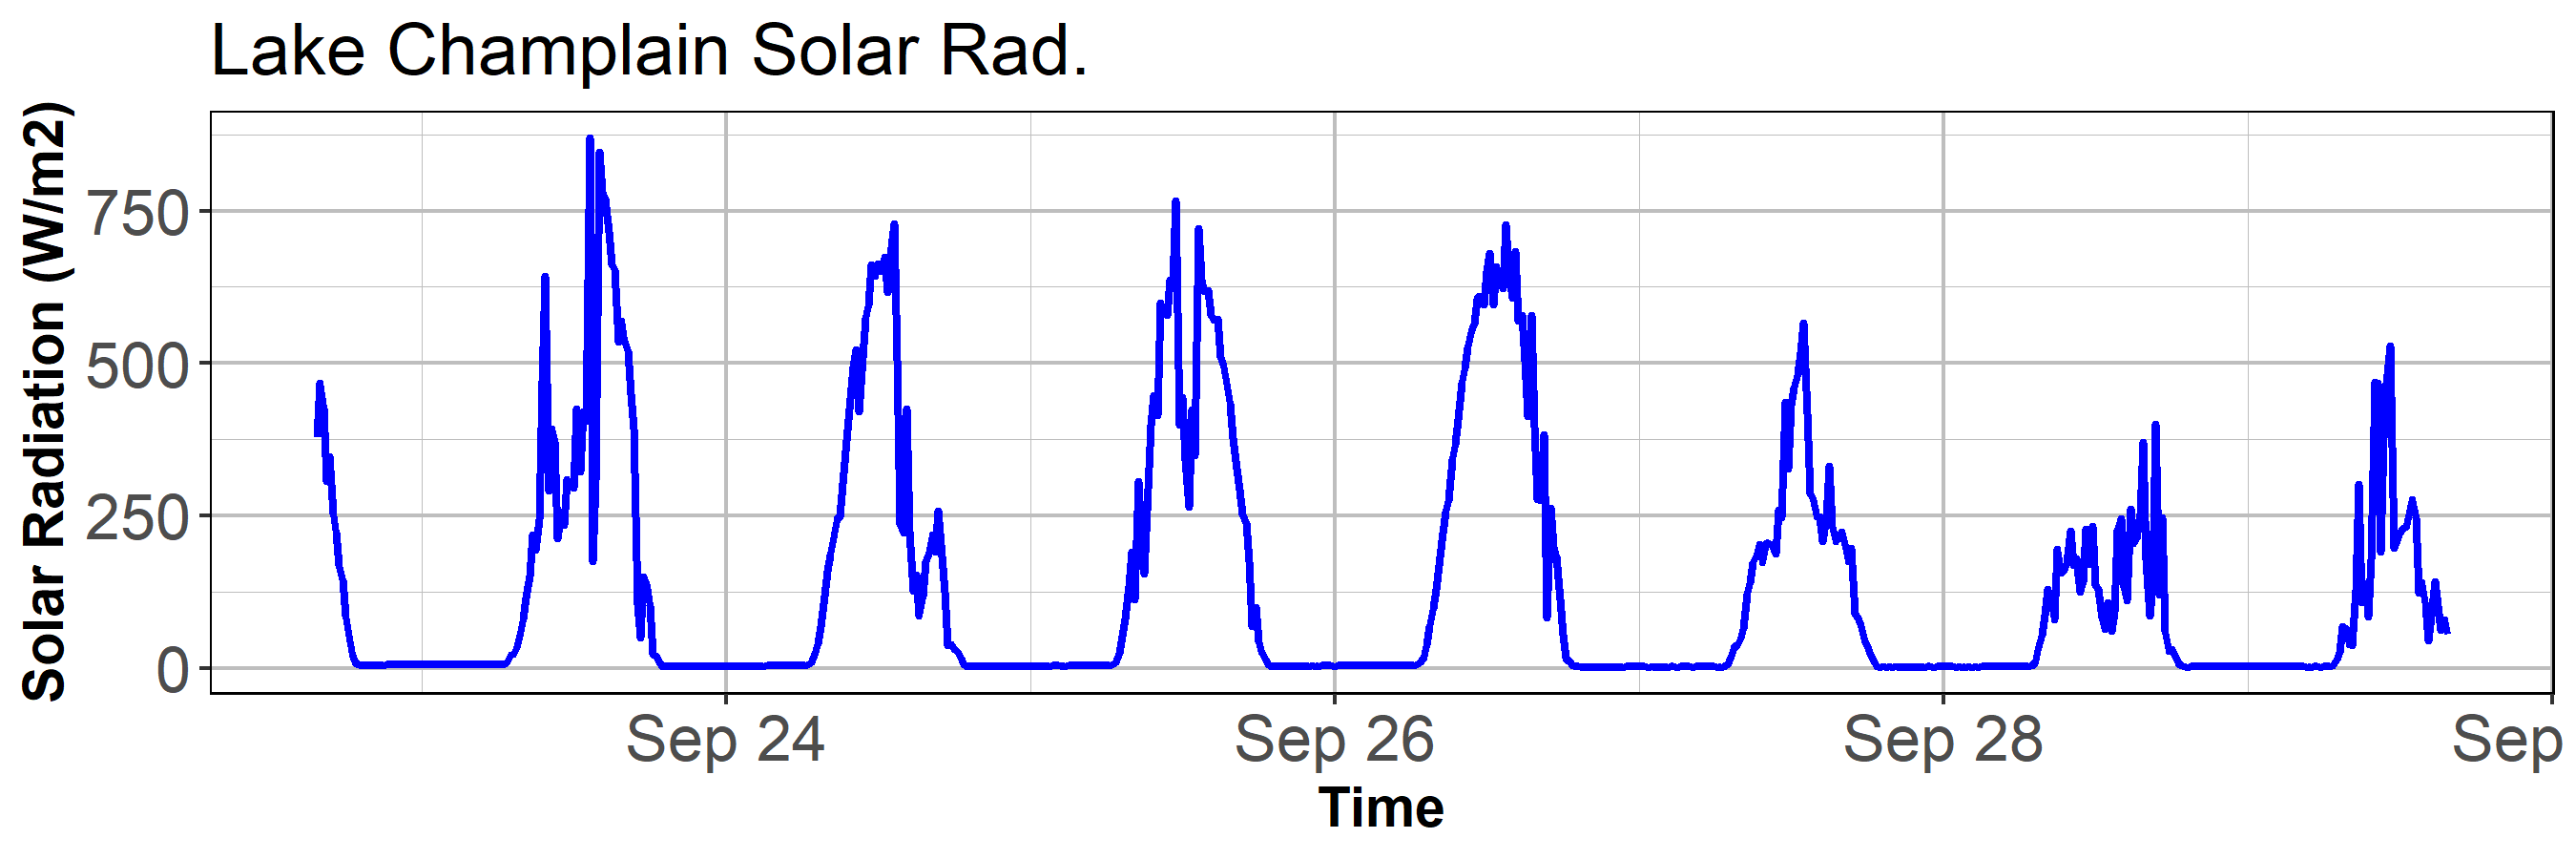 Lake Champlain Solar Rad.
Solar Radiation (W/m2)
750
500
250
0
Sep 24 Sep 26 Sep 28 Sep
Time